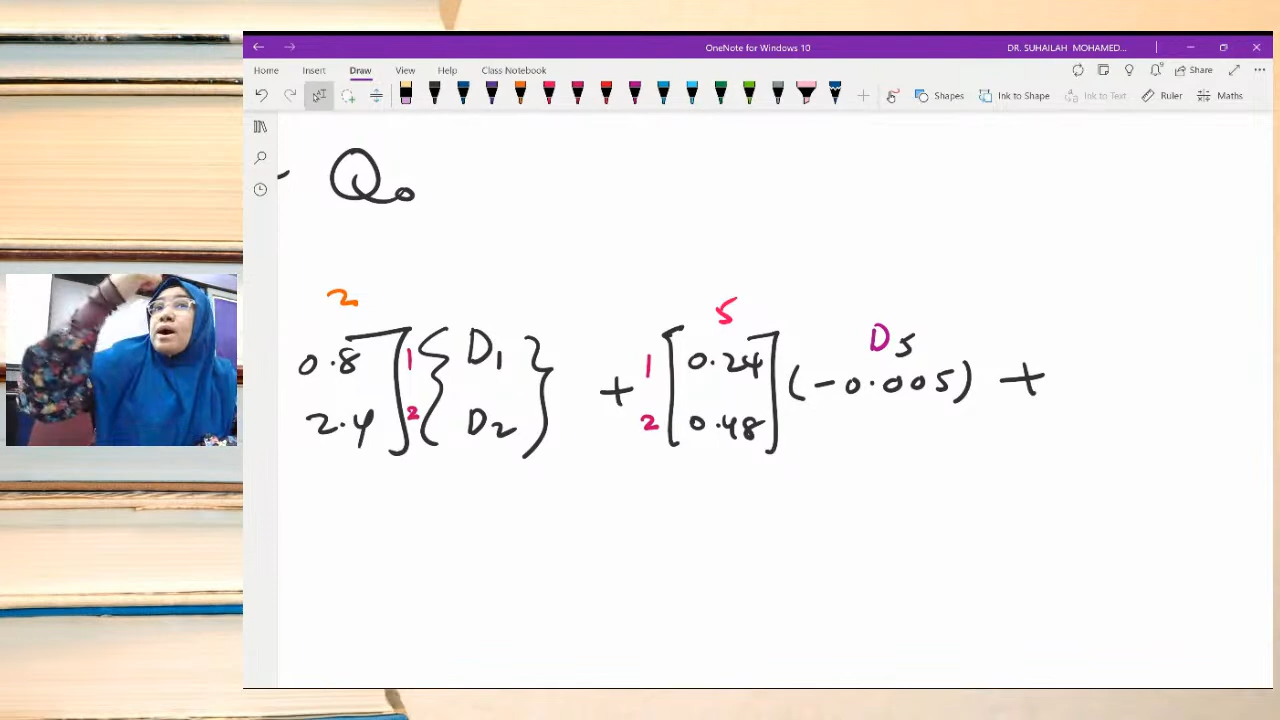 OneNote for Windows 10
DR. SUHAILAH MOHAMED...
Home Insert Draw View Help Class Notebook
Share
Shapes Ink to Shape Ink to Text Ruler Maths
- Q0
2
5
D5
0.8 1 D1 1 0.24
+ (-0.005) +
2.4 2 D2 2 0.48